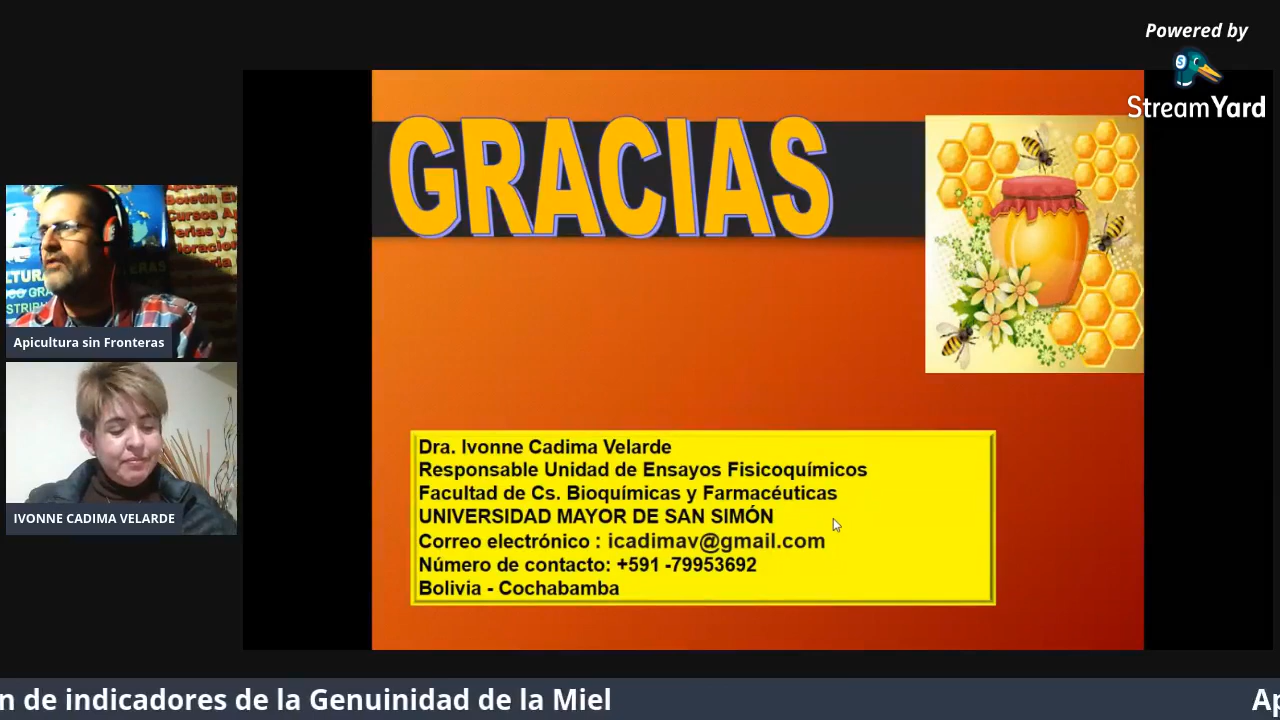 Powered by
StreamYard
GRACIAS
Apicultura sin Fronteras
IVONNE CADIMA VELARDE
Dra. Ivonne Cadima Velarde
Responsable Unidad de Ensayos Fisicoquímicos
Facultad de Cs. Bioquímicas y Farmacéuticas
UNIVERSIDAD MAYOR DE SAN SIMÓN
Correo electrónico : icadimav@gmail.com
Número de contacto: +591 -79953692
Bolivia - Cochabamba
n de indicadores de la Genuinidad de la Miel
Ap